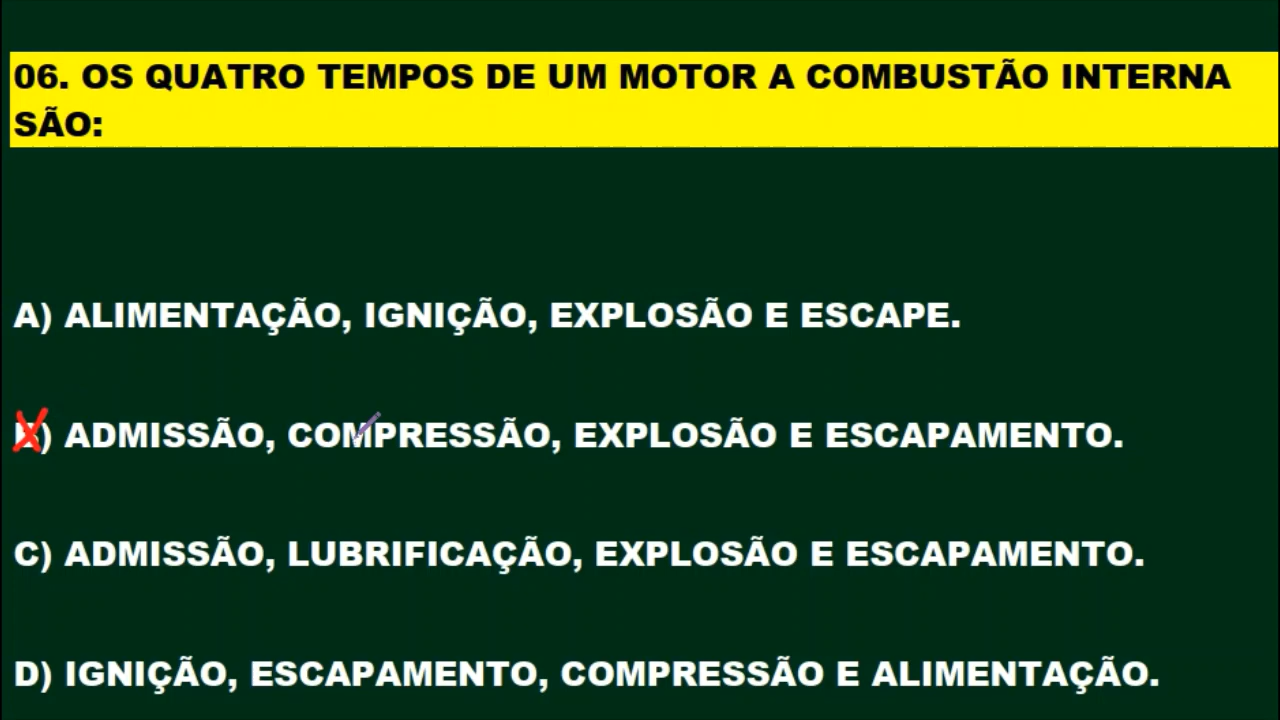 06. OS QUATRO TEMPOS DE UM MOTOR A COMBUSTÃO INTERNA
SÃO:
A) ALIMENTAÇÃO, IGNIÇÃO, EXPLOSÃO E ESCAPE.
B) ADMISSÃO, COMPRESSÃO, EXPLOSÃO E ESCAPAMENTO.
C) ADMISSÃO, LUBRIFICAÇÃO, EXPLOSÃO E ESCAPAMENTO.
D) IGNIÇÃO, ESCAPAMENTO, COMPRESSÃO E ALIMENTAÇÃO.